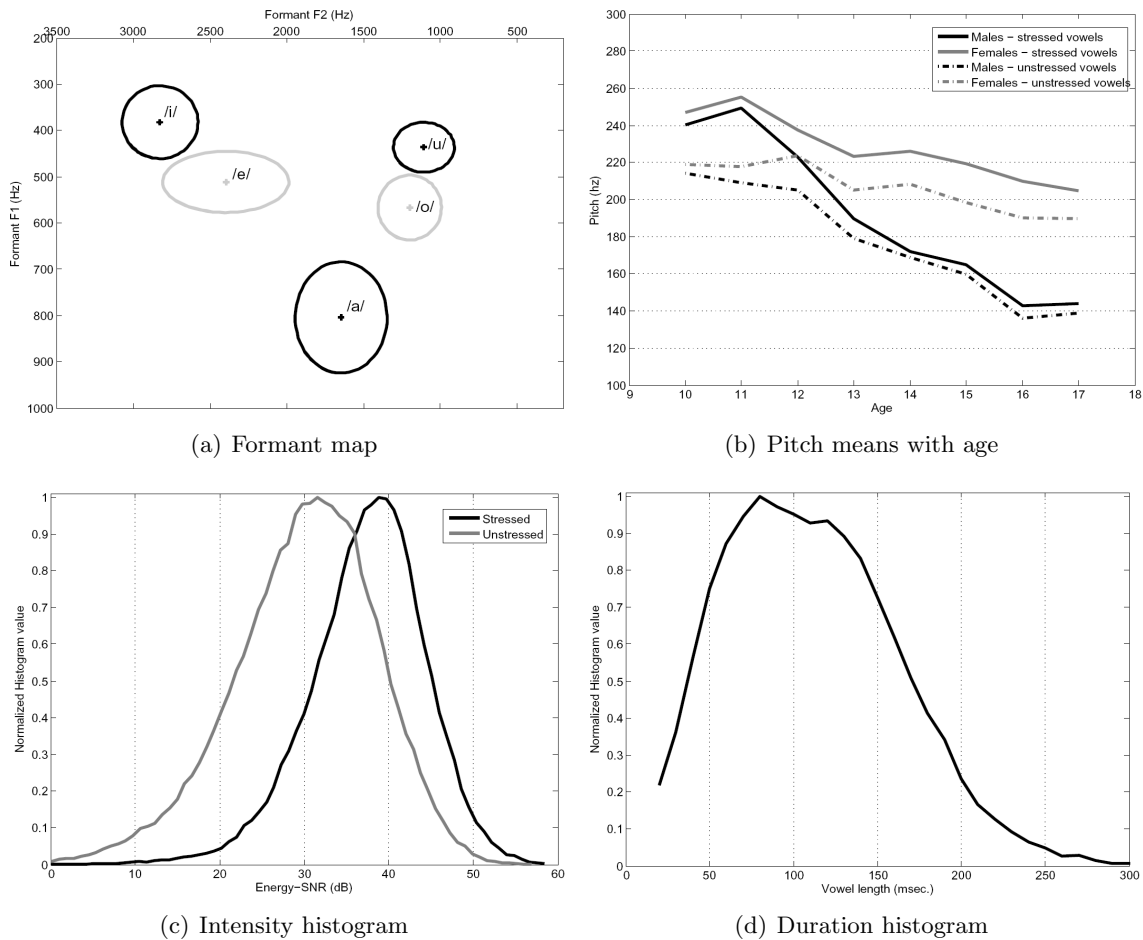 Formant F2 (Hz)
3500 3000 2500 2000 1500 1000 500
200
300
400
500
600
700
800
900
1000
Formant F1 (Hz)
/i/
/u/
/e/
/o/
/a/
(a) Formant map
Males − stressed vowels
Females − stressed vowels
Males − unstressed vowels
Females − unstressed vowels
300
280
260
240
220
200
180
160
140
120
100
Pitch (hz)
9 10 11 12 13 14 15 16 17 18
Age
(b) Pitch means with age
Stressed
Unstressed
1
0.9
0.8
0.7
0.6
0.5
0.4
0.3
0.2
0.1
0
Normalized Histogram value
0 10 20 30 40 50 60
Energy−SNR (dB)
(c) Intensity histogram
1
0.9
0.8
0.7
0.6
0.5
0.4
0.3
0.2
0.1
0
Normalized Histogram value
0 50 100 150 200 250 300
Vowel length (msec.)
(d) Duration histogram